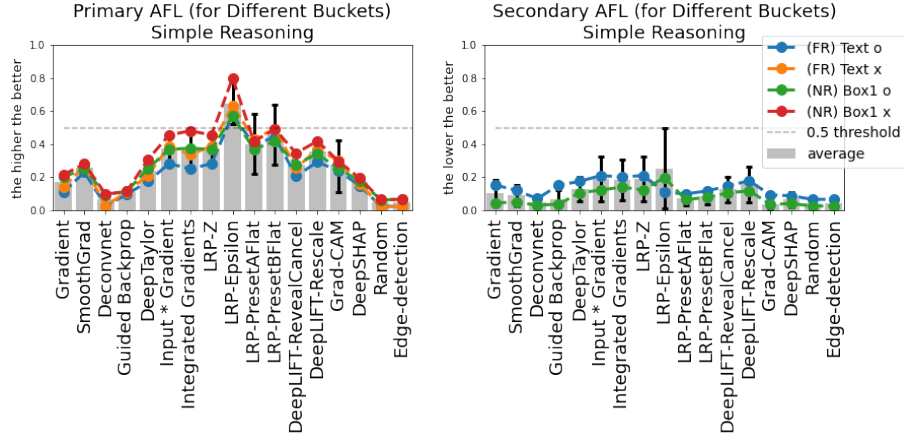 Primary AFL (for Different Buckets)
Simple Reasoning
the higher the better
1.0
0.8
0.6
0.4
0.2
0.0
Gradient
SmoothGrad
Deconvnet
Guided Backprop
DeepTaylor
Input * Gradient
Integrated Gradients
LRP-Z
LRP-Epsilon
LRP-PresetAFlat
LRP-PresetBFlat
DeepLIFT-RevealCancel
DeepLIFT-Rescale
Grad-CAM
DeepSHAP
Random
Edge-detection
Secondary AFL (for Different Buckets)
Simple Reasoning
the lower the better
1.0
0.8
0.6
0.4
0.2
0.0
(FR) Text o
(FR) Text x
(NR) Box1 o
(NR) Box1 x
0.5 threshold
average
Gradient
SmoothGrad
Deconvnet
Guided Backprop
DeepTaylor
Input * Gradient
Integrated Gradients
LRP-Z
LRP-Epsilon
LRP-PresetAFlat
LRP-PresetBFlat
DeepLIFT-RevealCancel
DeepLIFT-Rescale
Grad-CAM
DeepSHAP
Random
Edge-detection